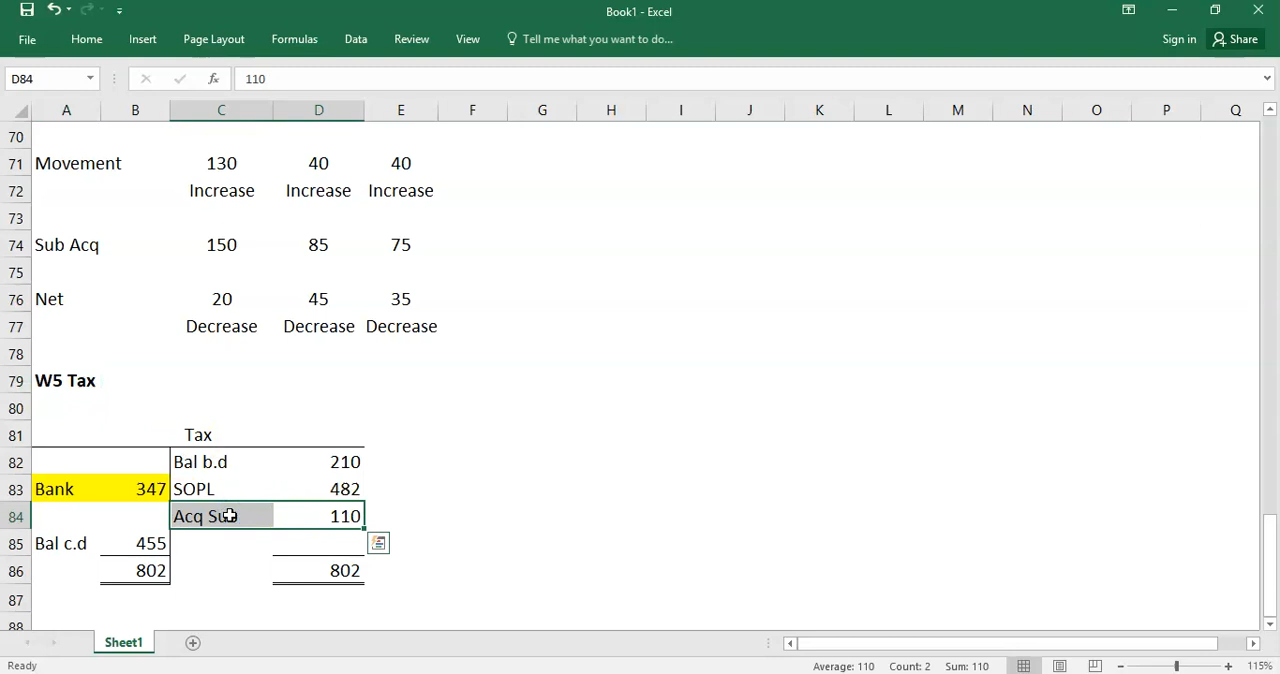 Book1 - Excel
File Home Insert Page Layout Formulas Data Review View Tell me what you want to do... Sign in Share
D84 fx 110
A B C D E F G H I J K L M N O P Q
70
71 Movement 130 40 40
72 Increase Increase Increase
73
74 Sub Acq 150 85 75
75
76 Net 20 45 35
77 Decrease Decrease Decrease
78
79 W5 Tax
80
81 Tax
82 Bal b.d 210
83 Bank 347 SOPL 482
84 Acq Sub 110
85 Bal c.d 455
86 802 802
87
88
Sheet1
Ready Average: 110 Count: 2 Sum: 110 115%